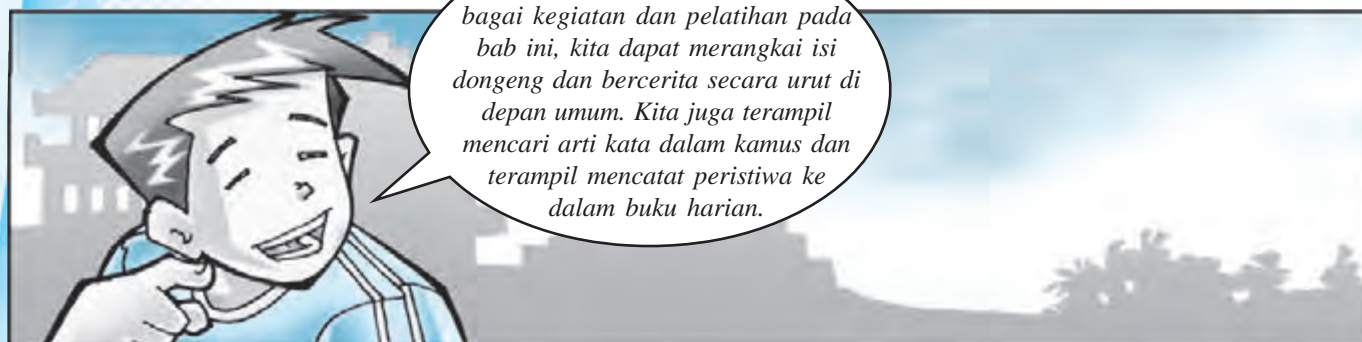 bagai kegiatan dan pelatihan pada
bab ini, kita dapat merangkai isi
dongeng dan bercerita secara urut di
depan umum. Kita juga terampil
mencari arti kata dalam kamus dan
terampil mencatat peristiwa ke
dalam buku harian.